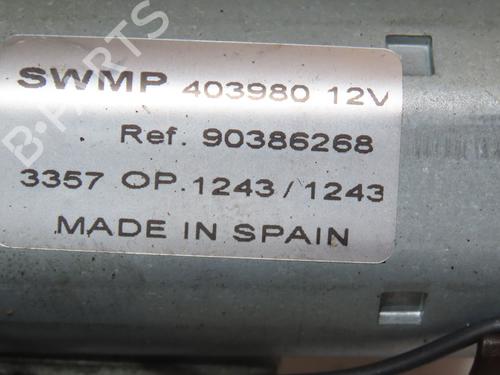 SWMP 403980 12V
Ref. 90386268
3357 OP. 1243 / 1243
MADE IN SPAIN
B-PARTS